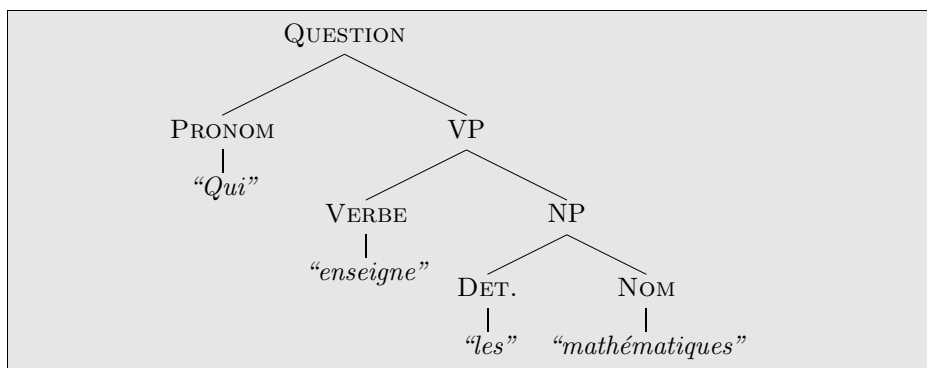 QUESTION
PRONOM VP
“Qui”
VERBE NP
“enseigne”
DET. NOM
“les” “mathématiques”